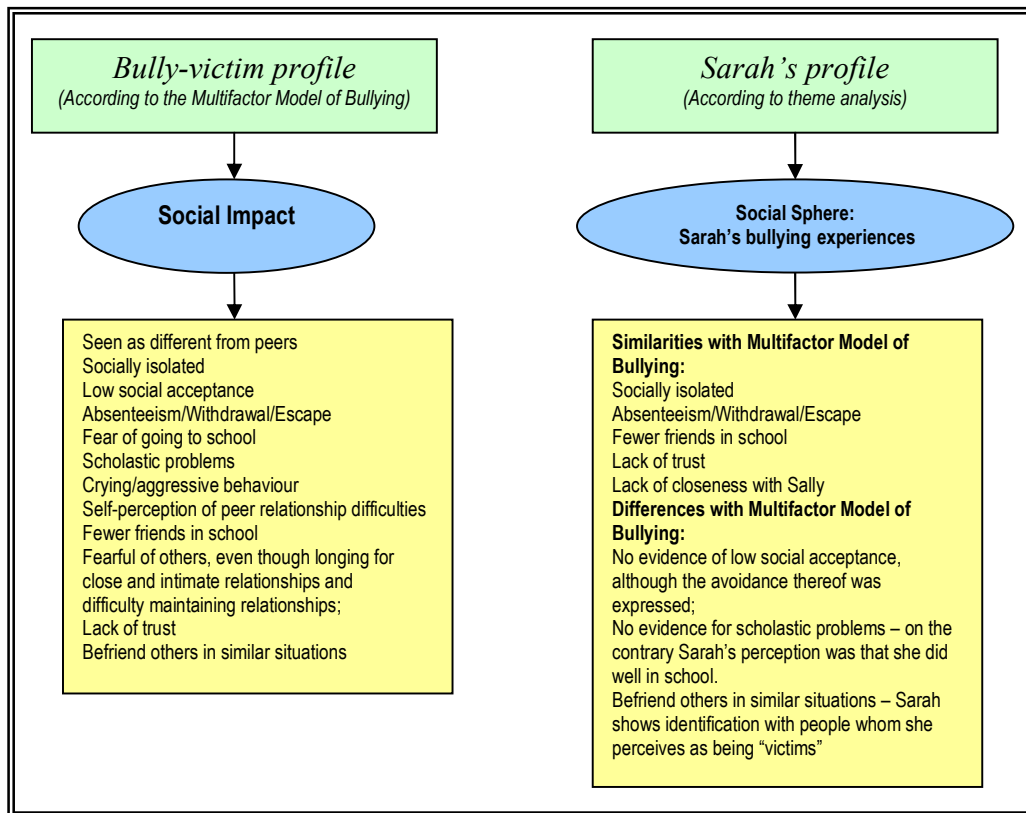 Bully-victim profile
(According to the Multifactor Model of Bullying)
Social Impact
Seen as different from peers
Socially isolated
Low social acceptance
Absenteeism/Withdrawal/Escape
Fear of going to school
Scholastic problems
Crying/aggressive behaviour
Self-perception of peer relationship difficulties
Fewer friends in school
Fearful of others, even though longing for
close and intimate relationships and
difficulty maintaining relationships;
Lack of trust
Befriend others in similar situations
Sarah’s profile
(According to theme analysis)
Social Sphere:
Sarah’s bullying experiences
Similarities with Multifactor Model of
Bullying:
Socially isolated
Absenteeism/Withdrawal/Escape
Fewer friends in school
Lack of trust
Lack of closeness with Sally
Differences with Multifactor Model of
Bullying:
No evidence of low social acceptance,
although the avoidance thereof was
expressed;
No evidence for scholastic problems – on the
contrary Sarah’s perception was that she did
well in school.
Befriend others in similar situations – Sarah
shows identification with people whom she
perceives as being “victims”